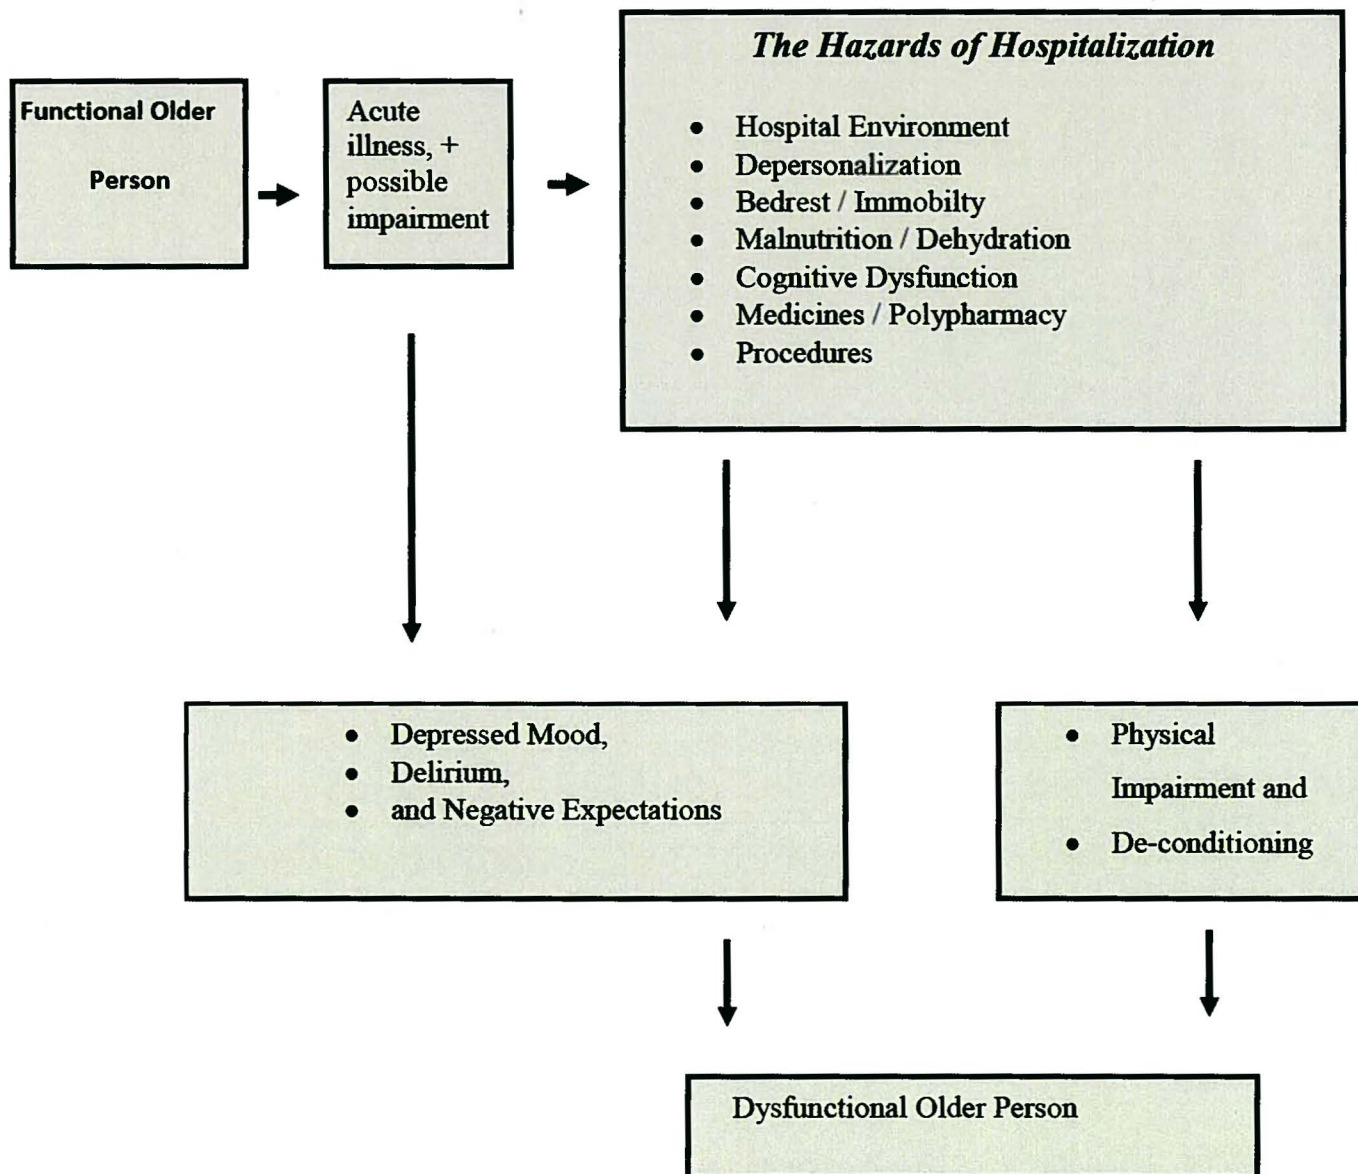 The Hazards of Hospitalization
Functional Older
Person
Acute
illness, +
possible
impairment
• Hospital Environment
• Depersonalization
• Bedrest / Immobilty
• Malnutrition / Dehydration
• Cognitive Dysfunction
• Medicines / Polypharmacy
• Procedures
• Depressed Mood,
• Delirium,
• and Negative Expectations
• Physical
Impairment and
• De-conditioning
Dysfunctional Older Person